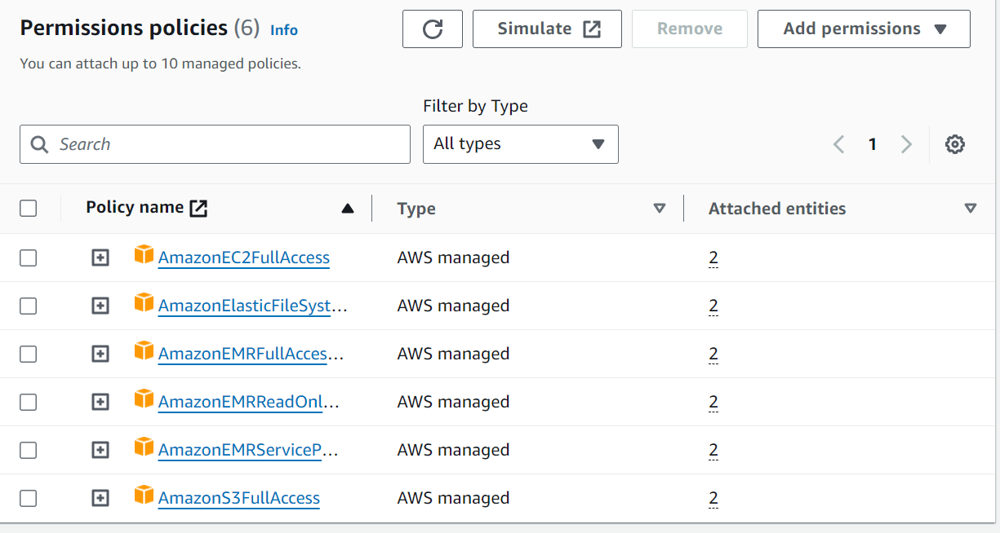 Permissions policies (6) Info
Simulate
Remove
Add permissions
You can attach up to 10 managed policies.
Filter by Type
Search
All types
1
Policy name
Type
Attached entities
AmazonEC2FullAccess AWS managed 2
AmazonElasticFileSyst... AWS managed 2
AmazonEMRFullAcces... AWS managed 2
AmazonEMRReadOnl... AWS managed 2
AmazonEMRServiceP... AWS managed 2
AmazonS3FullAccess AWS managed 2